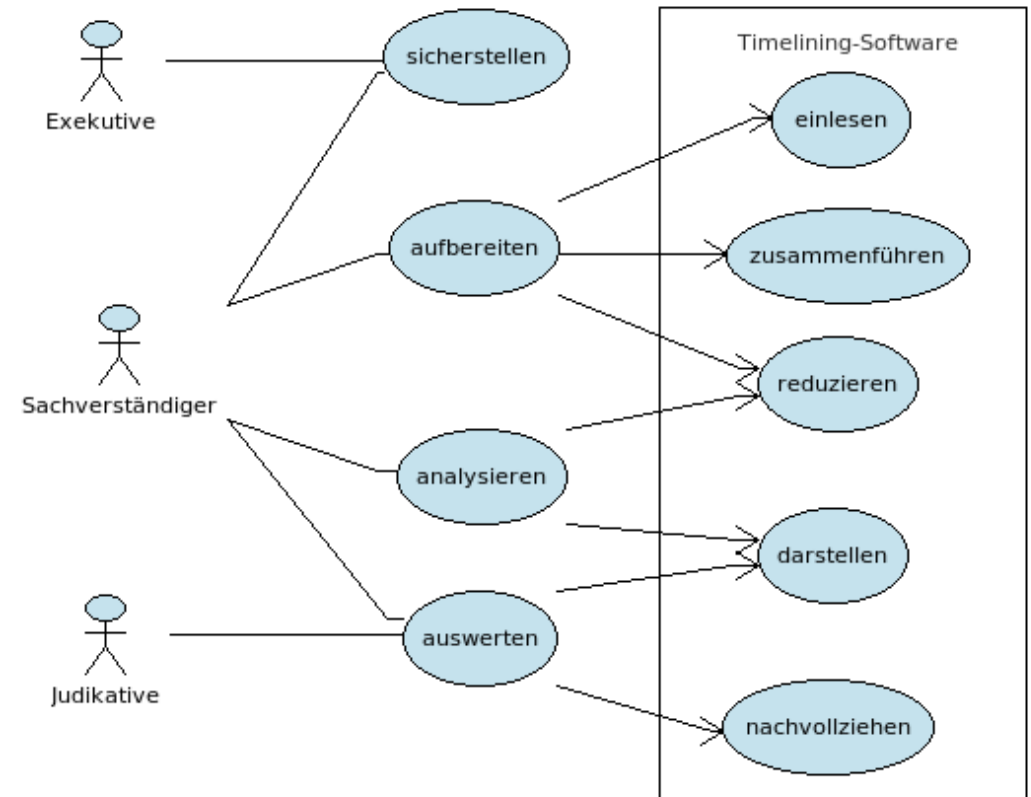 Timelining-Software
sicherstellen
Exekutive
einlesen
aufbereiten
zusammenführen
reduzieren
Sachverständiger
analysieren
darstellen
auswerten
Judikative
nachvollziehen